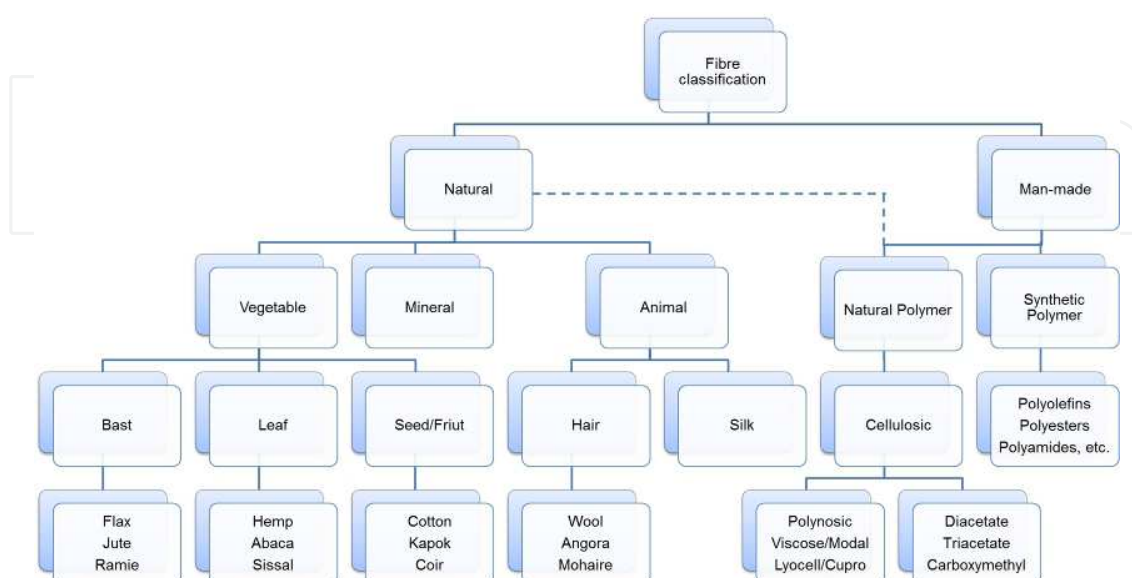 Fibre
classification
Natural
Man-made
Vegetable
Mineral
Animal
Natural Polymer
Synthetic
Polymer
Bast
Leaf
Seed/Friut
Hair
Silk
Cellulosic
Polyolefins
Polyesters
Polyamides, etc.
Flax
Jute
Ramie
Hemp
Abaca
Sissal
Cotton
Kapok
Coir
Wool
Angora
Mohaire
Polynosic
Viscose/Modal
Lyocell/Cupro
Diacetate
Triacetate
Carboxymethyl